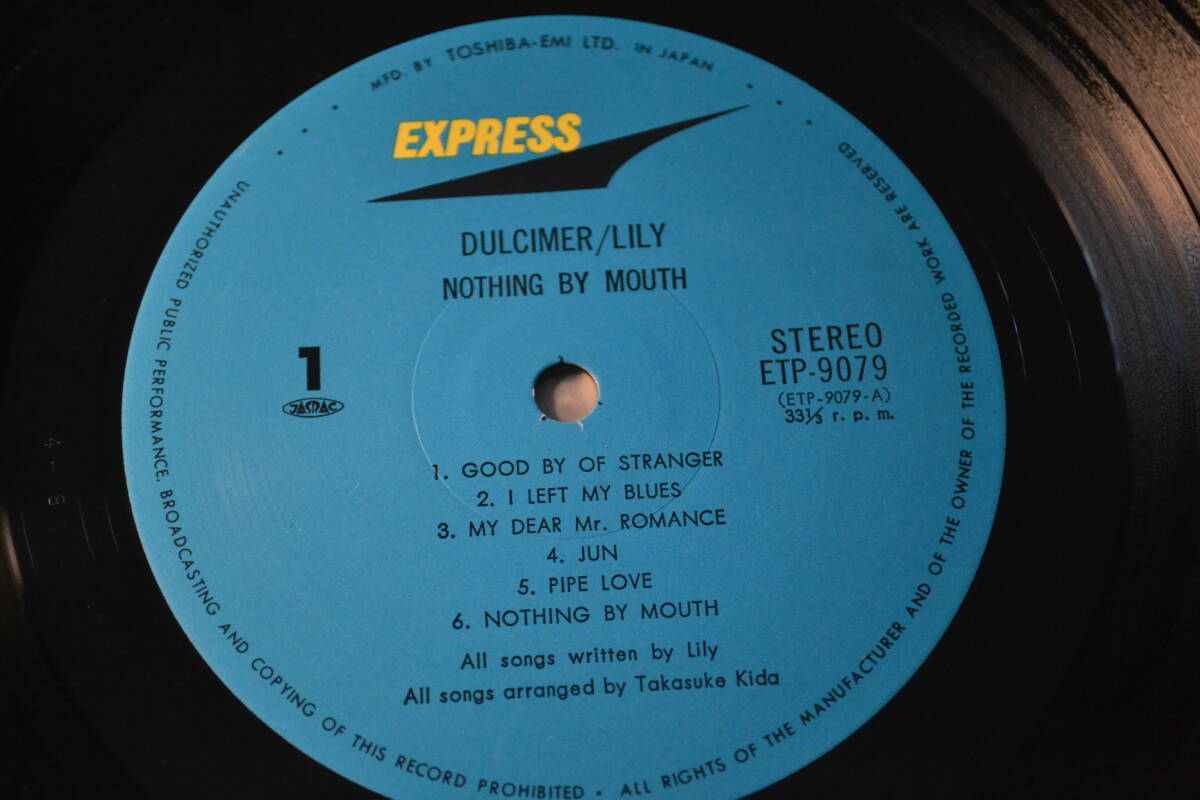 MFD. BY TOSHIBA-EMI LTD. IN JAPAN
EXPRESS
DULCIMER/LILY
NOTHING BY MOUTH
1
JASRAC
STEREO
ETP-9079
(ETP-9079-A)
33⅓ r. p. m.
1. GOOD BY OF STRANGER
2. I LEFT MY BLUES
3. MY DEAR Mr. ROMANCE
4. JUN
5. PIPE LOVE
6. NOTHING BY MOUTH
All songs written by Lily
All songs arranged by Takasuke Kida
UNAUTHORIZED PUBLIC PERFORMANCE, BROADCASTING AND COPYING OF THIS RECORD PROHIBITED • ALL RIGHTS OF THE MANUFACTURER AND OF THE OWNER OF THE RECORDED WORK ARE RESERVED